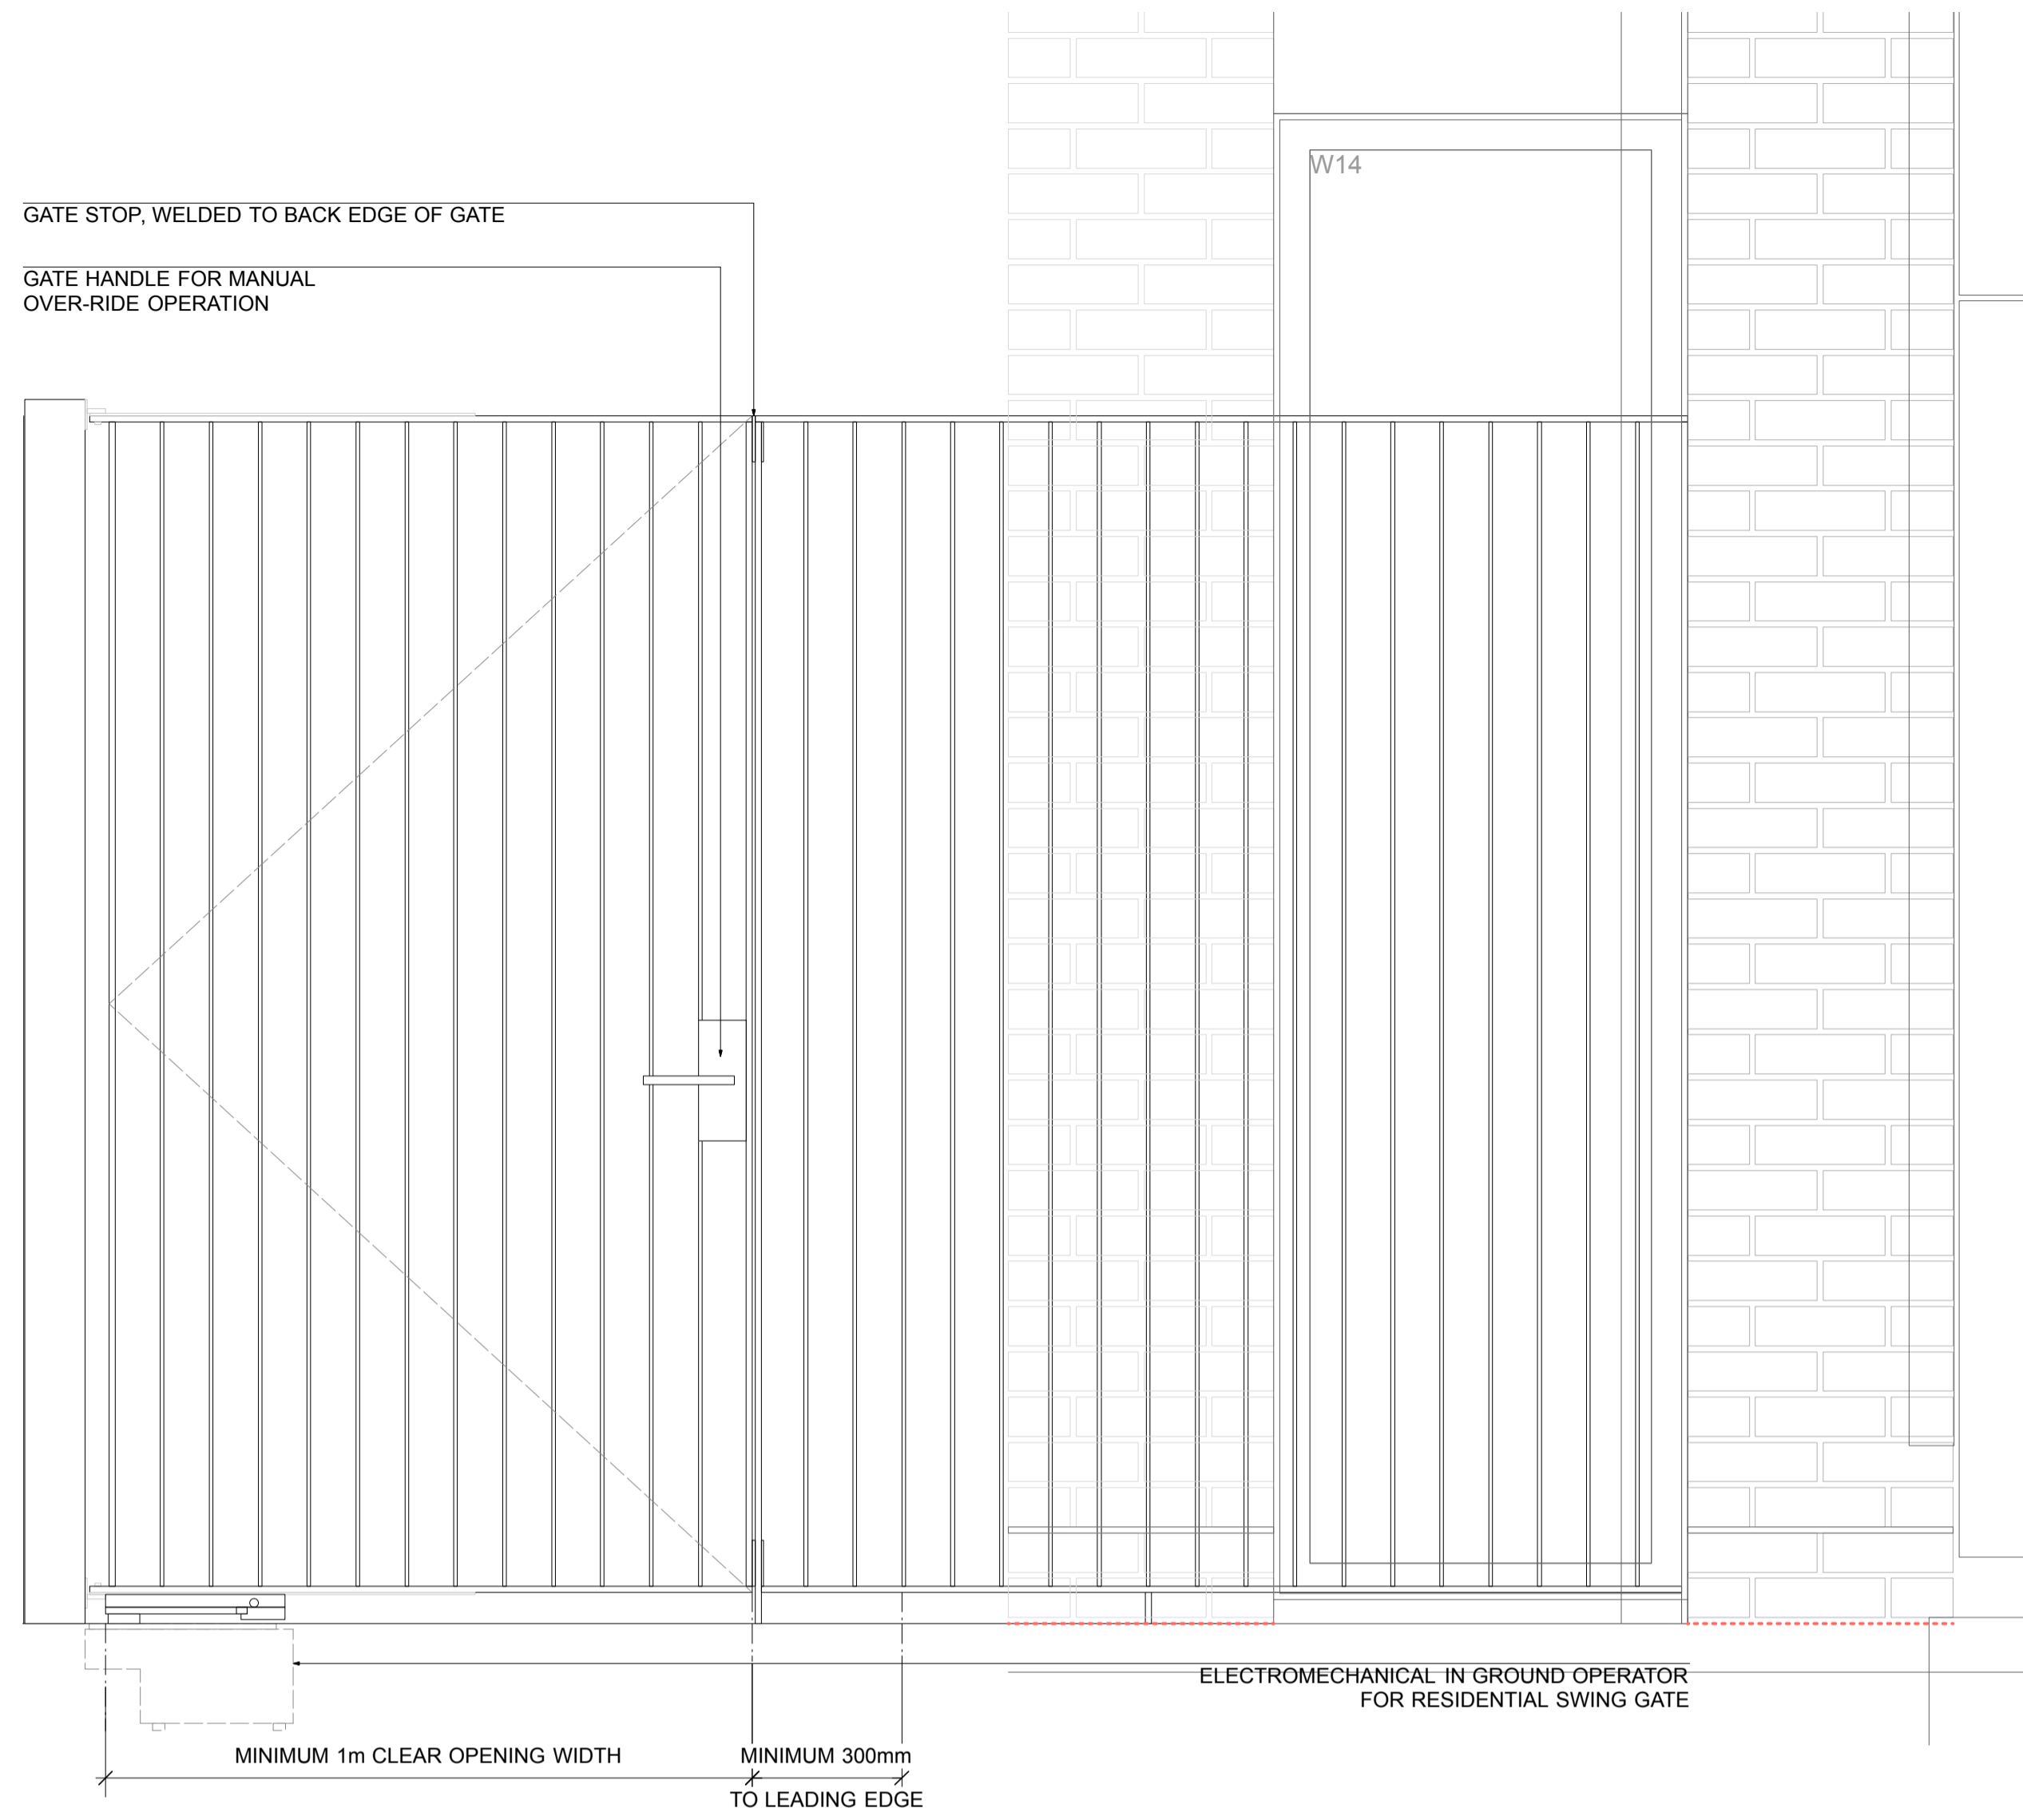 W14
GATE STOP, WELDED TO BACK EDGE OF GATE
GATE HANDLE FOR MANUAL
OVER-RIDE OPERATION
ELECTROMECHANICAL IN GROUND OPERATOR
FOR RESIDENTIAL SWING GATE
MINIMUM 1m CLEAR OPENING WIDTH
MINIMUM 300mm
TO LEADING EDGE